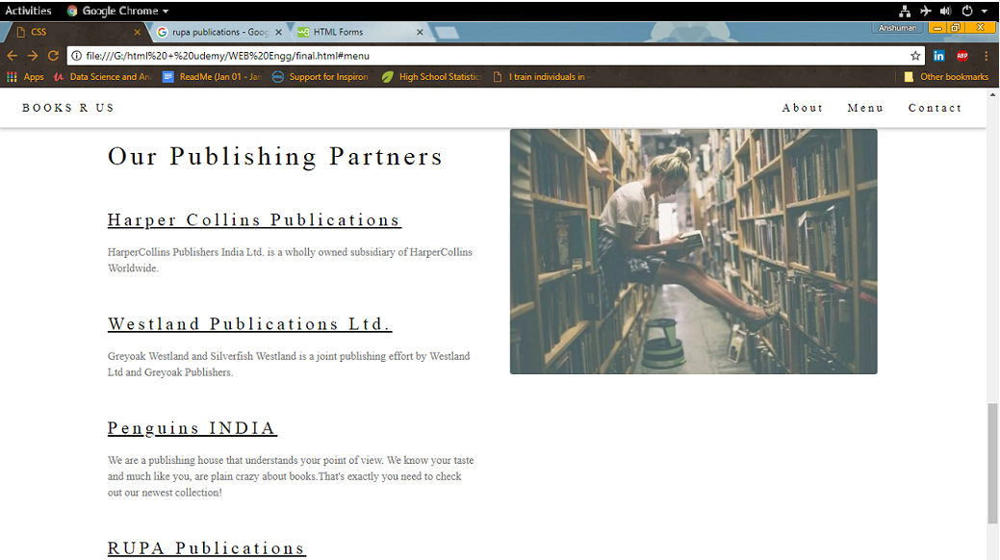 Activities Google Chrome
CSS rupa publications - Goog HTML Forms Anshuman
file:///G:/html%20+%20udemy/WEB%20Engg/final.html#menu
Apps Data Science and Ana ReadMe (Jan 01 - Jan Support for Inspiron High School Statistic I train individuals in Other bookmarks
BOOKS R US About Menu Contact
Our Publishing Partners
Harper Collins Publications
HarperCollins Publishers India Ltd. is a wholly owned subsidiary of HarperCollins
Worldwide.
Westland Publications Ltd.
Greyoak Westland and Silverfish Westland is a joint publishing effort by Westland
Ltd and Greyoak Publishers.
Penguins INDIA
We are a publishing house that understands your point of view. We know your taste
and much like you, are plain crazy about books.That's exactly you need to check
out our newest collection!
RUPA Publications